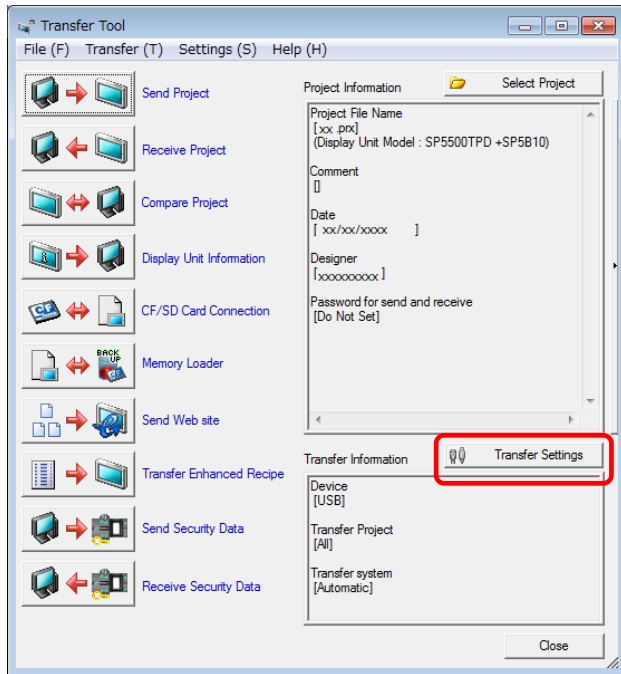 Transfer Tool
File (F) Transfer (T) Settings (S) Help (H)
Send Project
Receive Project
Compare Project
Display Unit Information
CF/SD Card Connection
CF
Memory Loader
BACK UP
Send Web site
Transfer Enhanced Recipe
Send Security Data
Receive Security Data
Project Information
Select Project
Project File Name
[ xx .prx]
(Display Unit Model : SP5500TPD +SP5B10)
Comment
[]
Date
[ xx/xx/xxxx ]
Designer
[xxxxxxxxx ]
Password for send and receive
[Do Not Set]
Transfer Information
Transfer Settings
Device
[USB]
Transfer Project
[All]
Transfer system
[Automatic]
Close